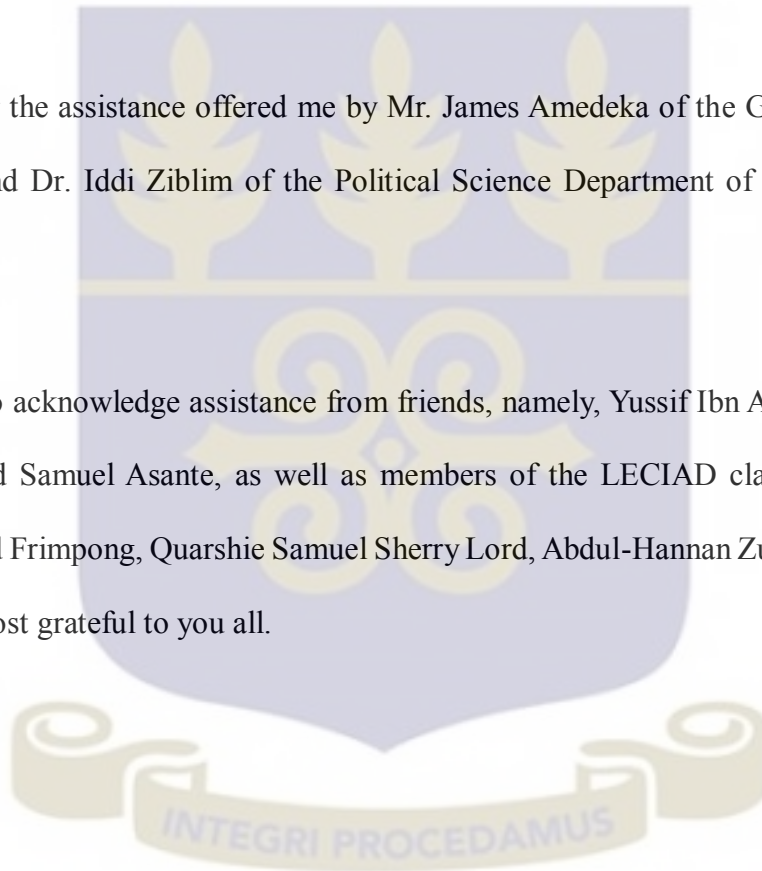 the assistance offered me by Mr. James Amedeka of the G
nd Dr. Iddi Ziblim of the Political Science Department of
acknowledge assistance from friends, namely, Yussif Ibn A
d Samuel Asante, as well as members of the LECIAD cla
l Frimpong, Quarshie Samuel Sherry Lord, Abdul-Hannan Zu
ost grateful to you all.
INTEGRI PROCEDAMUS